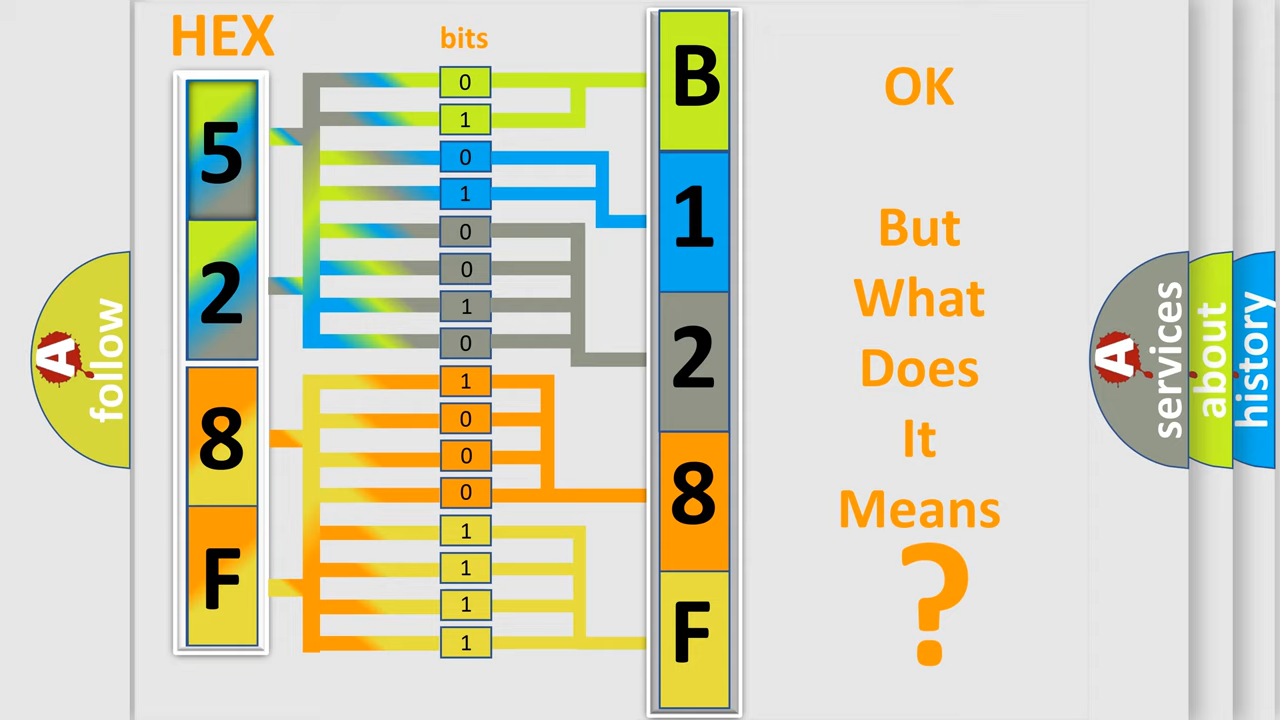 HEX
bits
5
2
8
F
0
1
0
1
0
0
1
0
1
0
0
0
1
1
1
1
B
1
2
8
F
OK
But
What
Does
It
Means
?
A
follow
A
services
about
history